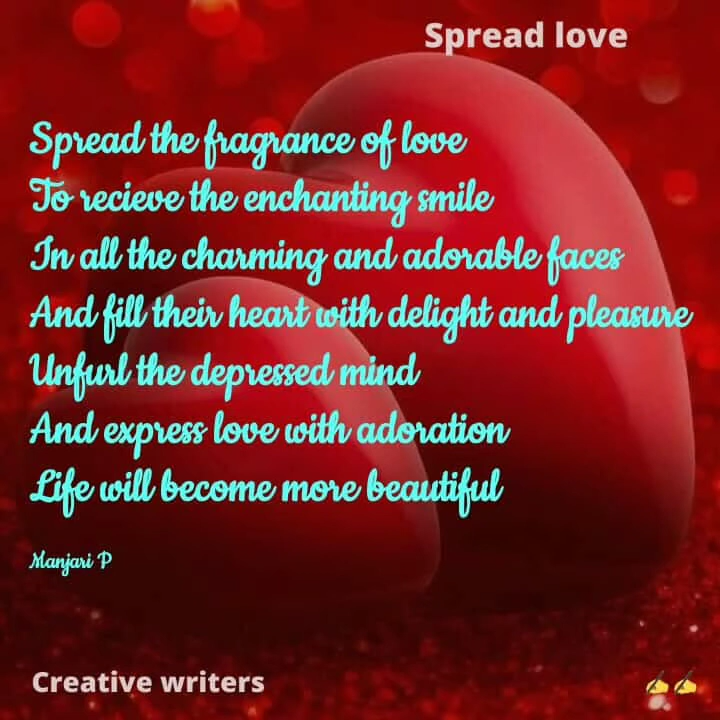 Spread love
Spread the fragrance of love
To recieve the enchanting smile
In all the charming and adorable faces
And fill their heart with delight and pleasure
Unfurl the depressed mind
And express love with adoration
Life will become more beautiful
Manjari P
Creative writers ✍️✍️